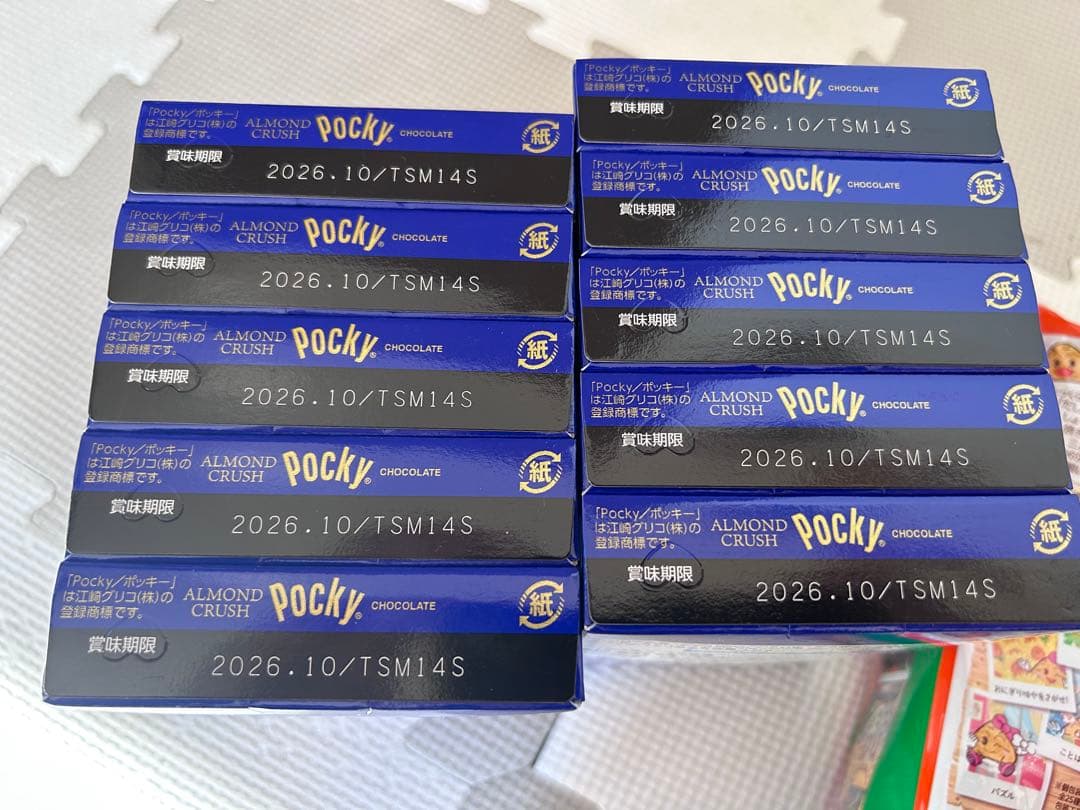 「Pocky／ポッキー」
は江崎グリコ(株)の
登録商標です。
ALMOND
CRUSH
Pocky®
CHOCOLATE
紙
賞味期限
2026.10/TSM14S
「Pocky／ポッキー」
は江崎グリコ(株)の
登録商標です。
ALMOND
CRUSH
Pocky®
CHOCOLATE
紙
賞味期限
2026.10/TSM14S
「Pocky／ポッキー」
は江崎グリコ(株)の
登録商標です。
ALMOND
CRUSH
Pocky®
CHOCOLATE
紙
賞味期限
2026.10/TSM14S
「Pocky／ポッキー」
は江崎グリコ(株)の
登録商標です。
ALMOND
CRUSH
Pocky®
CHOCOLATE
紙
賞味期限
2026.10/TSM14S
「Pocky／ポッキー」
は江崎グリコ(株)の
登録商標です。
ALMOND
CRUSH
Pocky®
CHOCOLATE
紙
賞味期限
2026.10/TSM14S
「Pocky／ポッキー」
は江崎グリコ(株)の
登録商標です。
ALMOND
CRUSH
Pocky®
CHOCOLATE
紙
賞味期限
2026.10/TSM14S
「Pocky／ポッキー」
は江崎グリコ(株)の
登録商標です。
ALMOND
CRUSH
Pocky®
CHOCOLATE
紙
賞味期限
2026.10/TSM14S
「Pocky／ポッキー」
は江崎グリコ(株)の
登録商標です。
ALMOND
CRUSH
Pocky®
CHOCOLATE
紙
賞味期限
2026.10/TSM14S
「Pocky／ポッキー」
は江崎グリコ(株)の
登録商標です。
ALMOND
CRUSH
Pocky®
CHOCOLATE
紙
賞味期限
2026.10/TSM14S
「Pocky／ポッキー」
は江崎グリコ(株)の
登録商標です。
ALMOND
CRUSH
Pocky®
CHOCOLATE
紙
賞味期限
2026.10/TSM14S
おにぎり味やをさがせ!
ことは
パズル